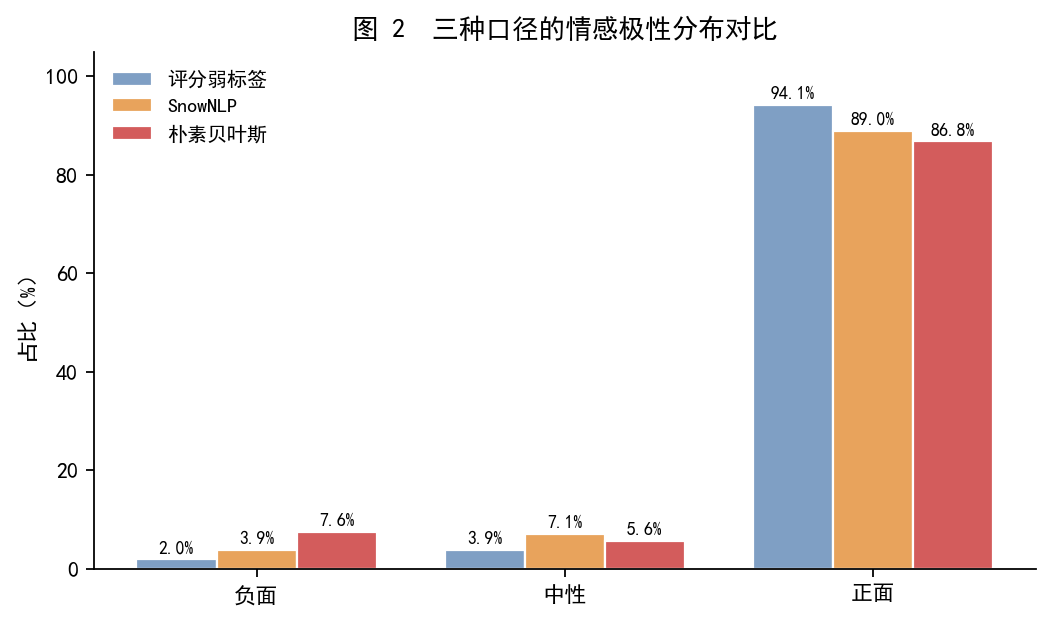 图 2  三种口径的情感极性分布对比
评分弱标签
SnowNLP
朴素贝叶斯
占比（%）
100
80
60
40
20
0
2.0%
3.9%
7.6%
3.9%
7.1%
5.6%
94.1%
89.0%
86.8%
负面
中性
正面